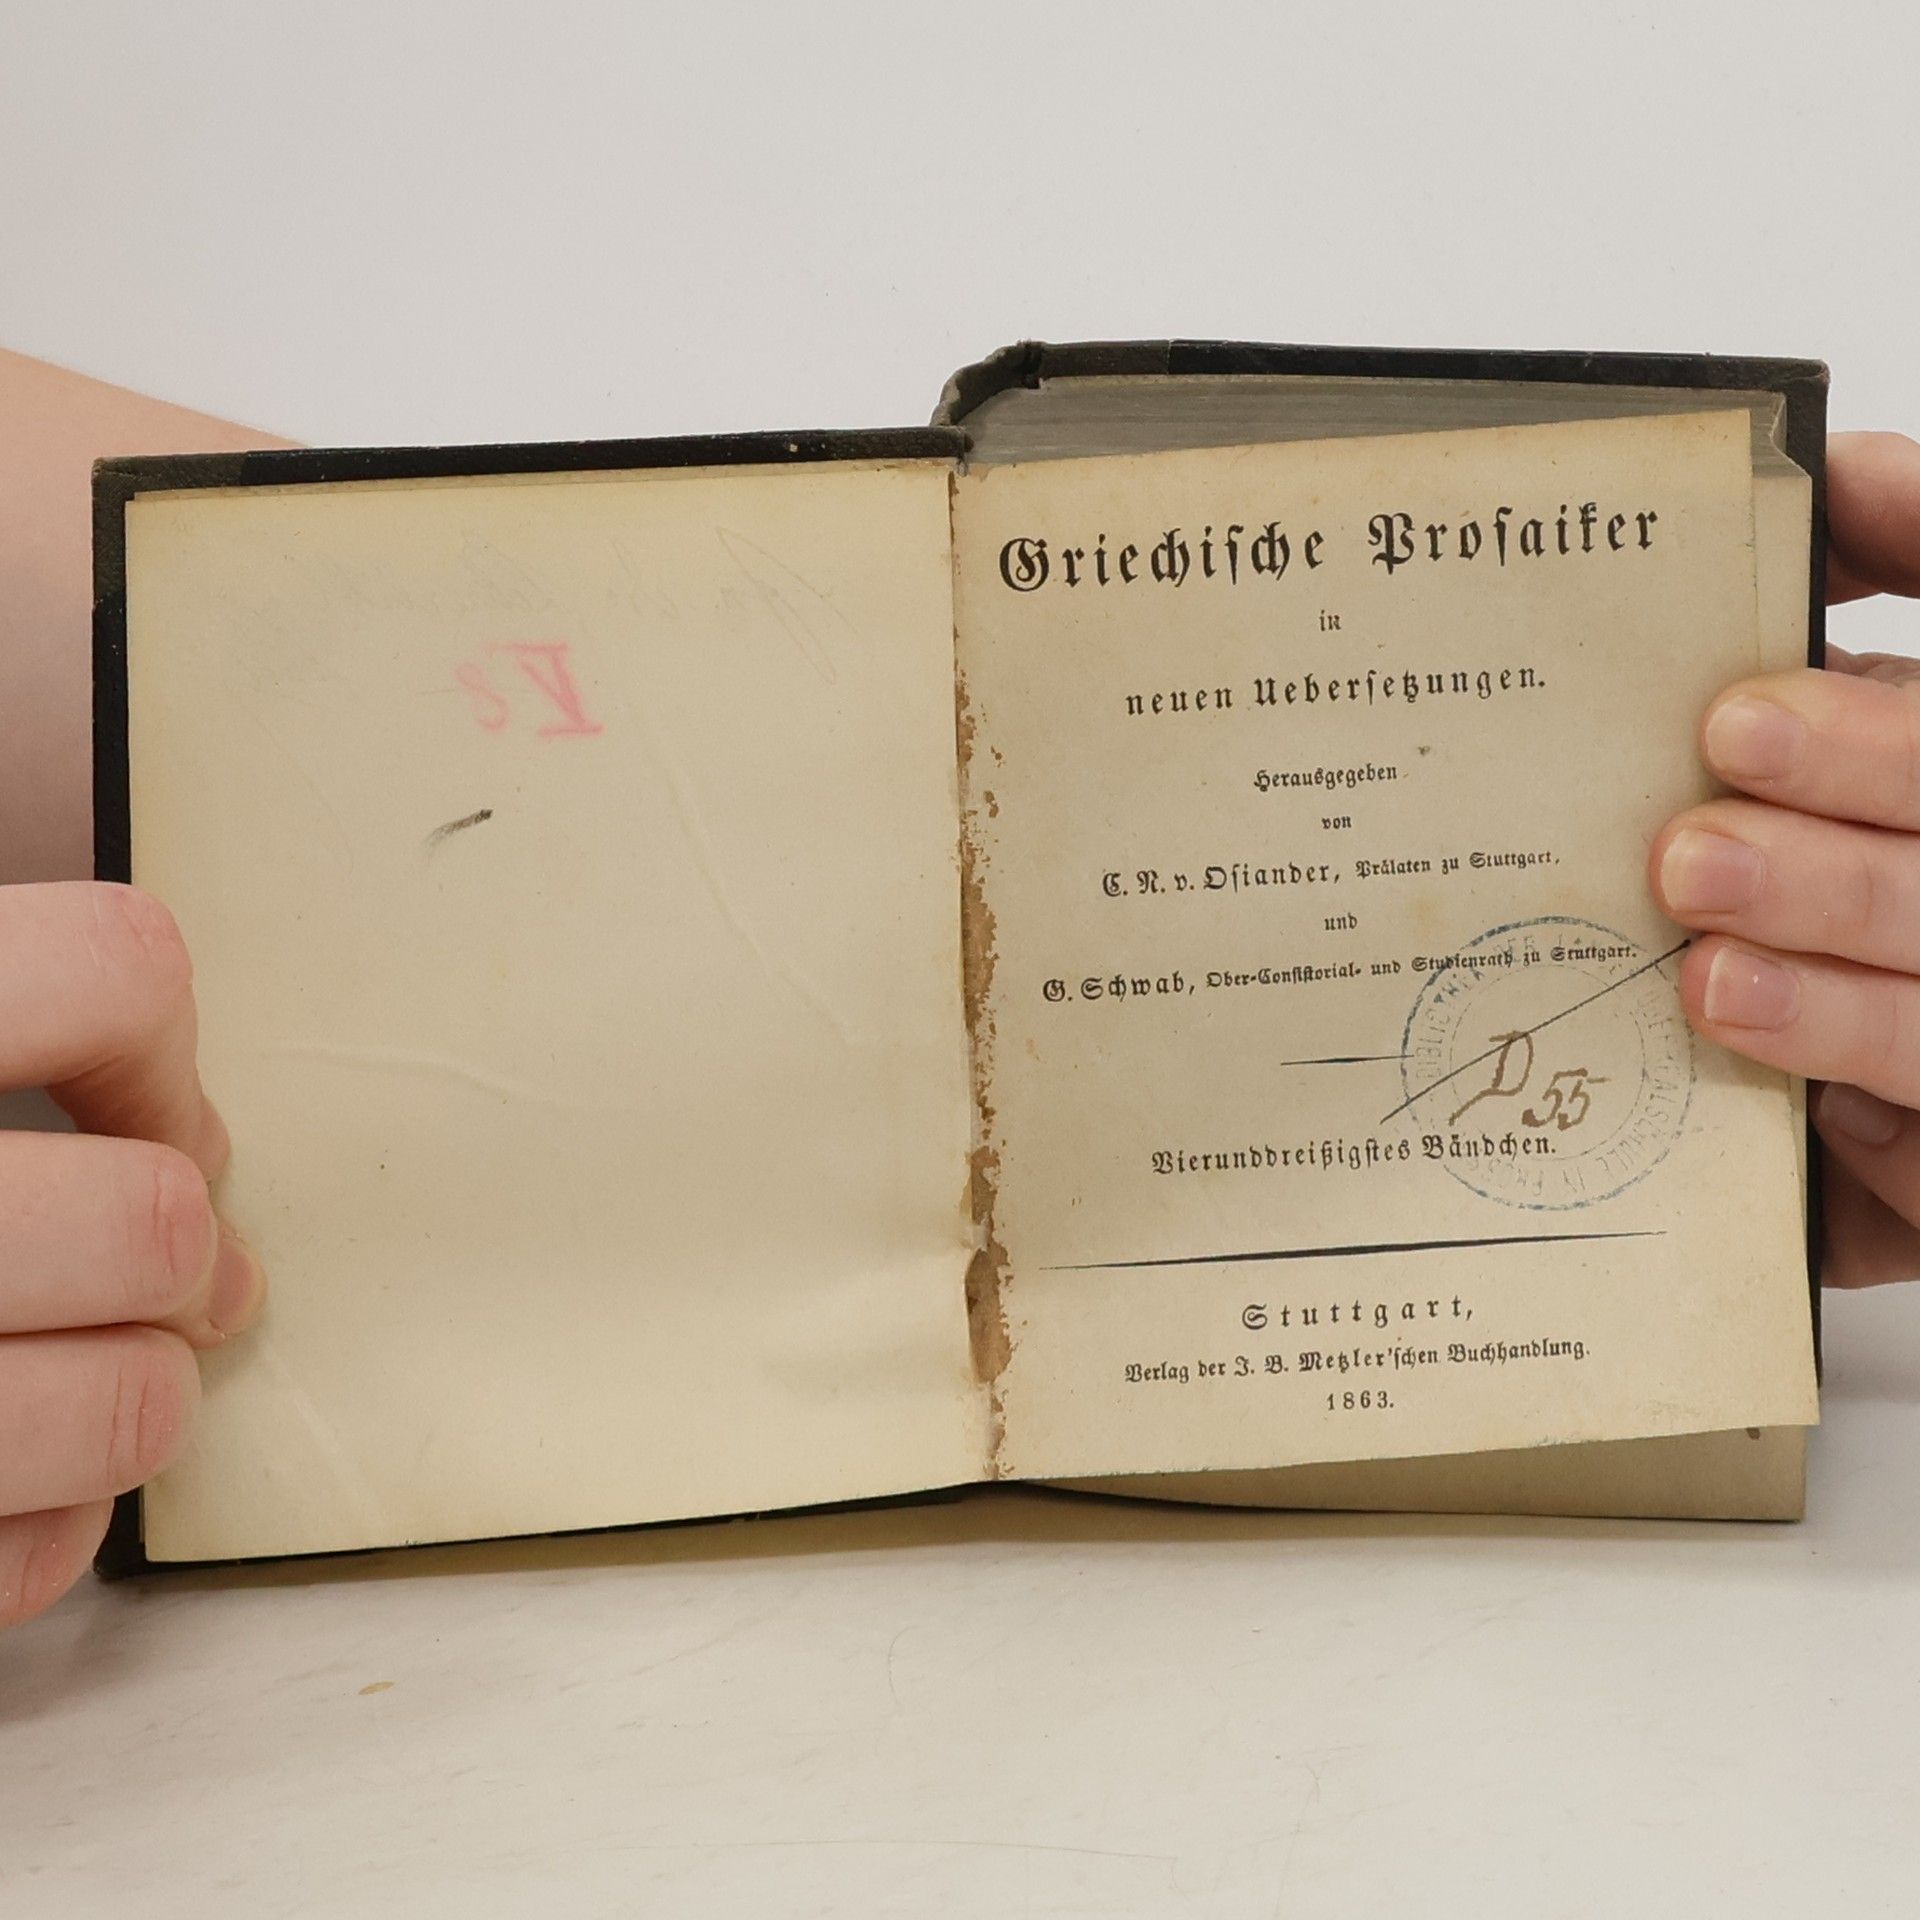 Griechische Prosaiker
in
neuen Uebersetzungen.
Herausgegeben
von
C. N. v. Osiander, Prälaten zu Stuttgart,
und
G. Schwab, Ober-Consistorial- und Studienrath zu Stuttgart.
D 55
Vierunddreißigstes Bändchen.
Stuttgart,
Verlag der J. B. Metzler'schen Buchhandlung.
1863.